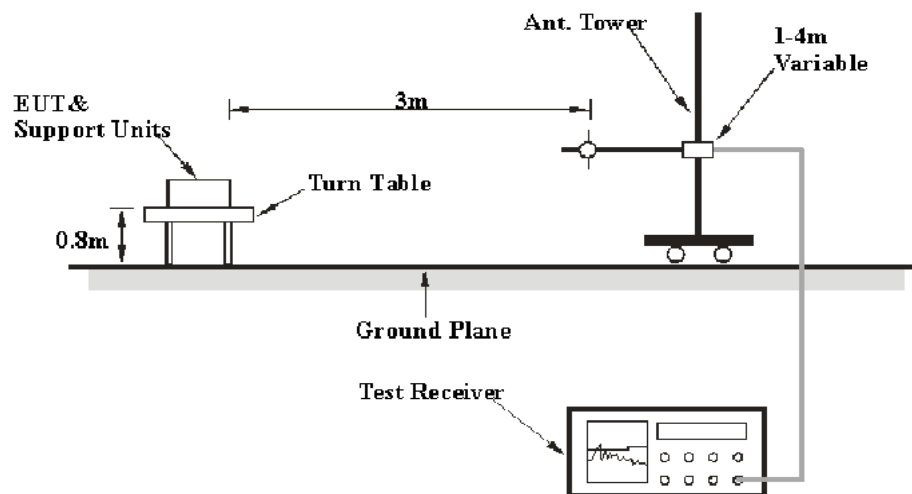 Ant. Tower
1-4m
Variable
EUT &
Support Units
3m
Turn Table
0.8m
Ground Plane
Test Receiver